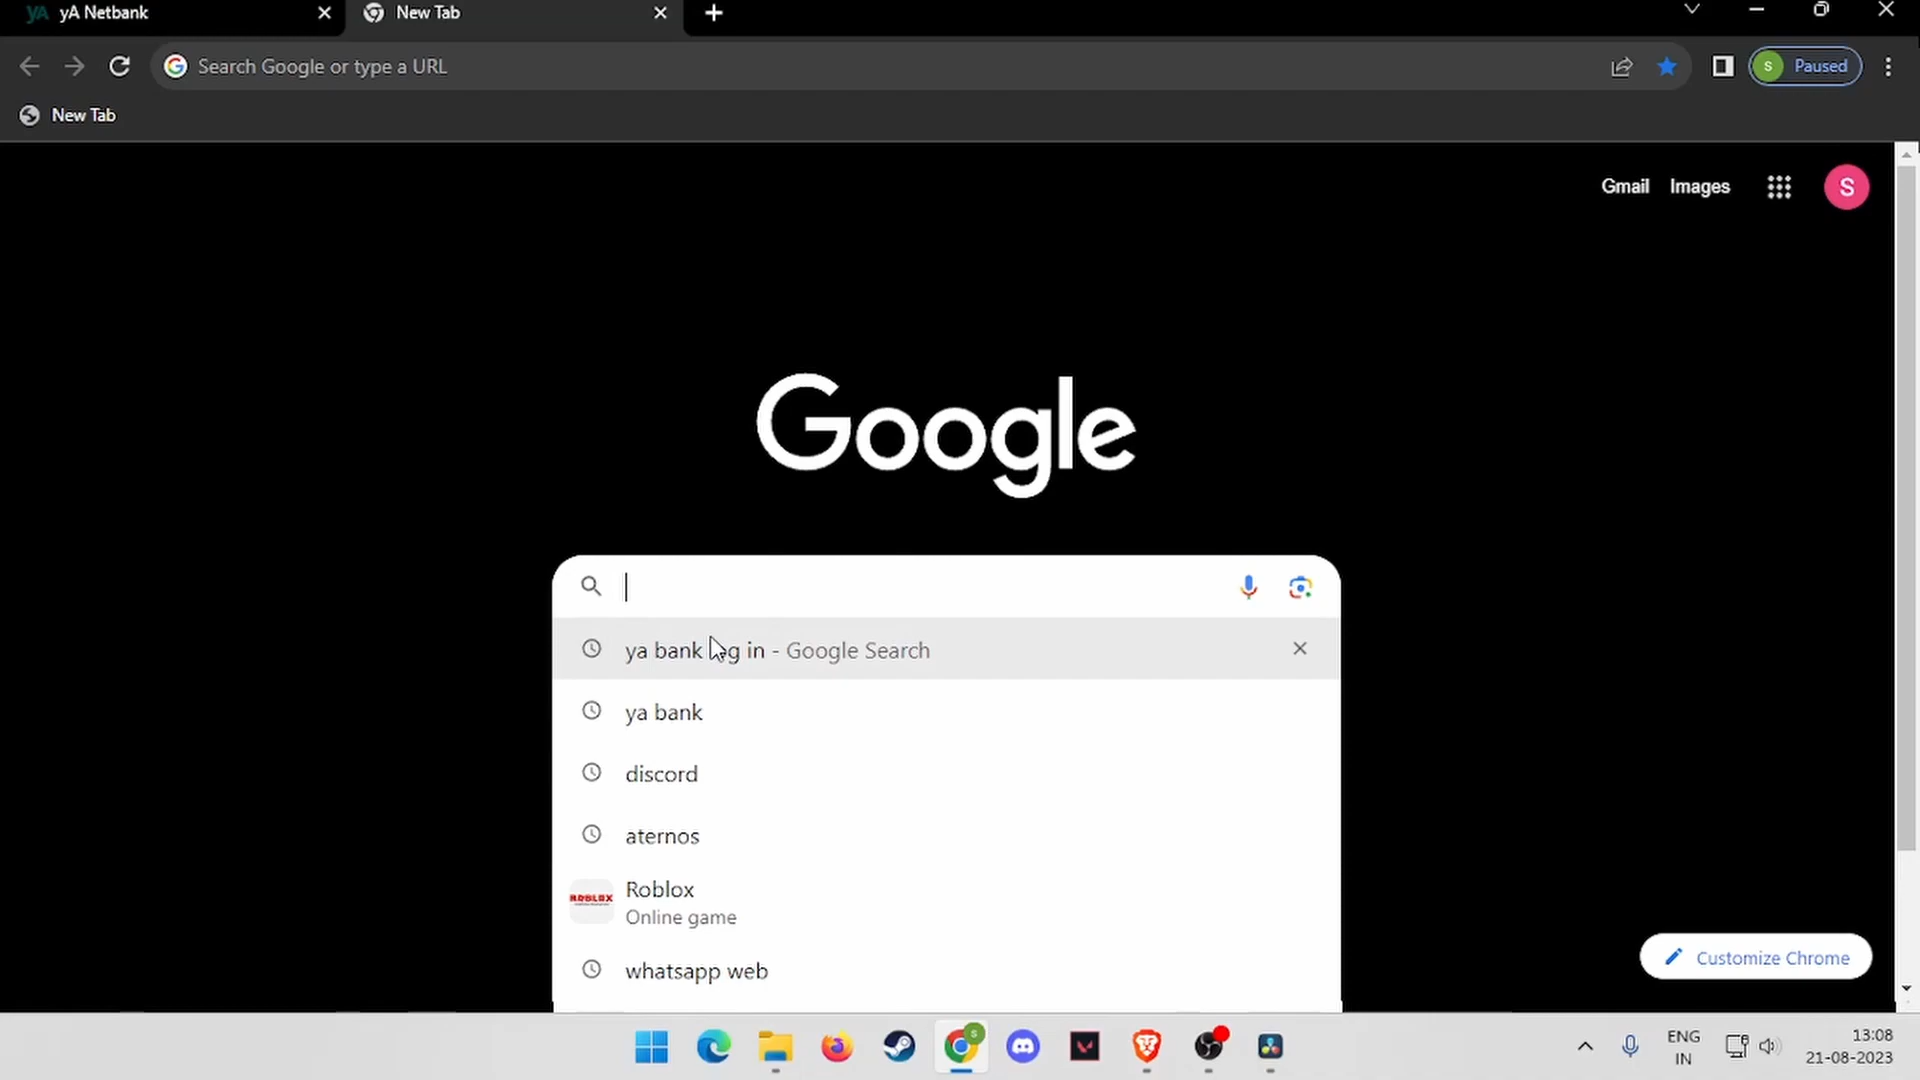 yA yA Netbank
New Tab
Search Google or type a URL
S Paused
New Tab
Gmail Images S
Google
ya bank g in - Google Search
ya bank
discord
aternos
ROBLOX
Roblox
Online game
whatsapp web
Customize Chrome
S
ENG
IN
13:08
21-08-2023